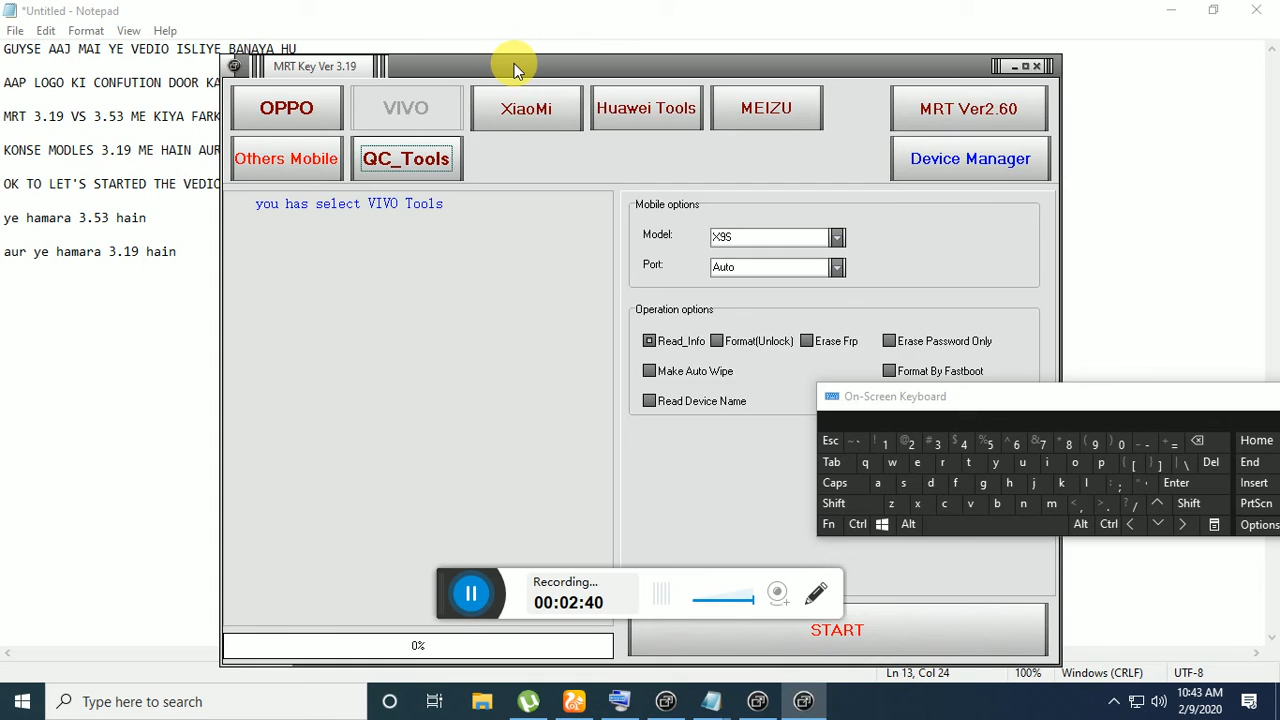 *Untitled - Notepad
File Edit Format View Help
GUYSE AAJ MAI YE VEDIO ISLIYE BANAYA HU
AAP LOGO KI CONFUTION DOOR KA
MRT 3.19 VS 3.53 ME KIYA FARK
KONSE MODLES 3.19 ME HAIN AUR
OK TO LET'S STARTED THE VEDIO
ye hamara 3.53 hain
aur ye hamara 3.19 hain
MRT Key Ver 3.19
OPPO VIVO XiaoMi Huawei Tools MEIZU MRT Ver2.60
Others Mobile QC_Tools Device Manager
you has select VIVO Tools
Mobile options
Model: X9S
Port: Auto
Operation options
Read_Info Format(Unlock) Erase Frp Erase Password Only
Make Auto Wipe Format By Fastboot
Read Device Name
On-Screen Keyboard
Esc ~` ! 1 @ 2 # 3 $ 4 % 5 ^ 6 & 7 * 8 ( 9 ) 0 _ - + = Home
Tab q w e r t y u i o p { [ } ] | \ Del End
Caps a s d f g h j k l : ; " ' Enter Insert
Shift z x c v b n m < , > . ? / Shift PrtScn
Fn Ctrl Alt Alt Ctrl Options
Recording...
00:02:40
START
0%
Ln 13, Col 24 100% Windows (CRLF) UTF-8
Type here to search
10:43 AM
2/9/2020